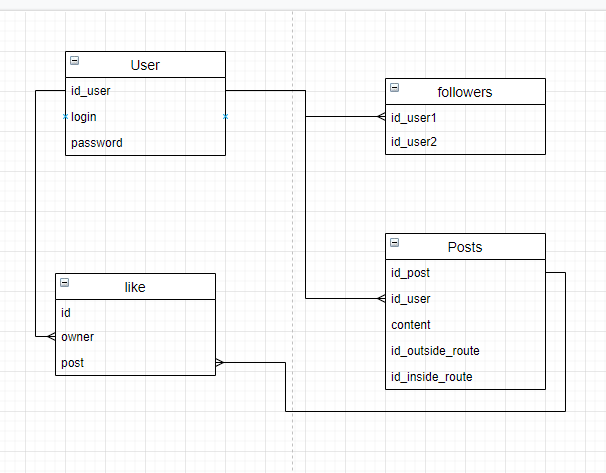 User
id_user
login
password
followers
id_user1
id_user2
Posts
id_post
id_user
content
id_outside_route
id_inside_route
like
id
owner
post